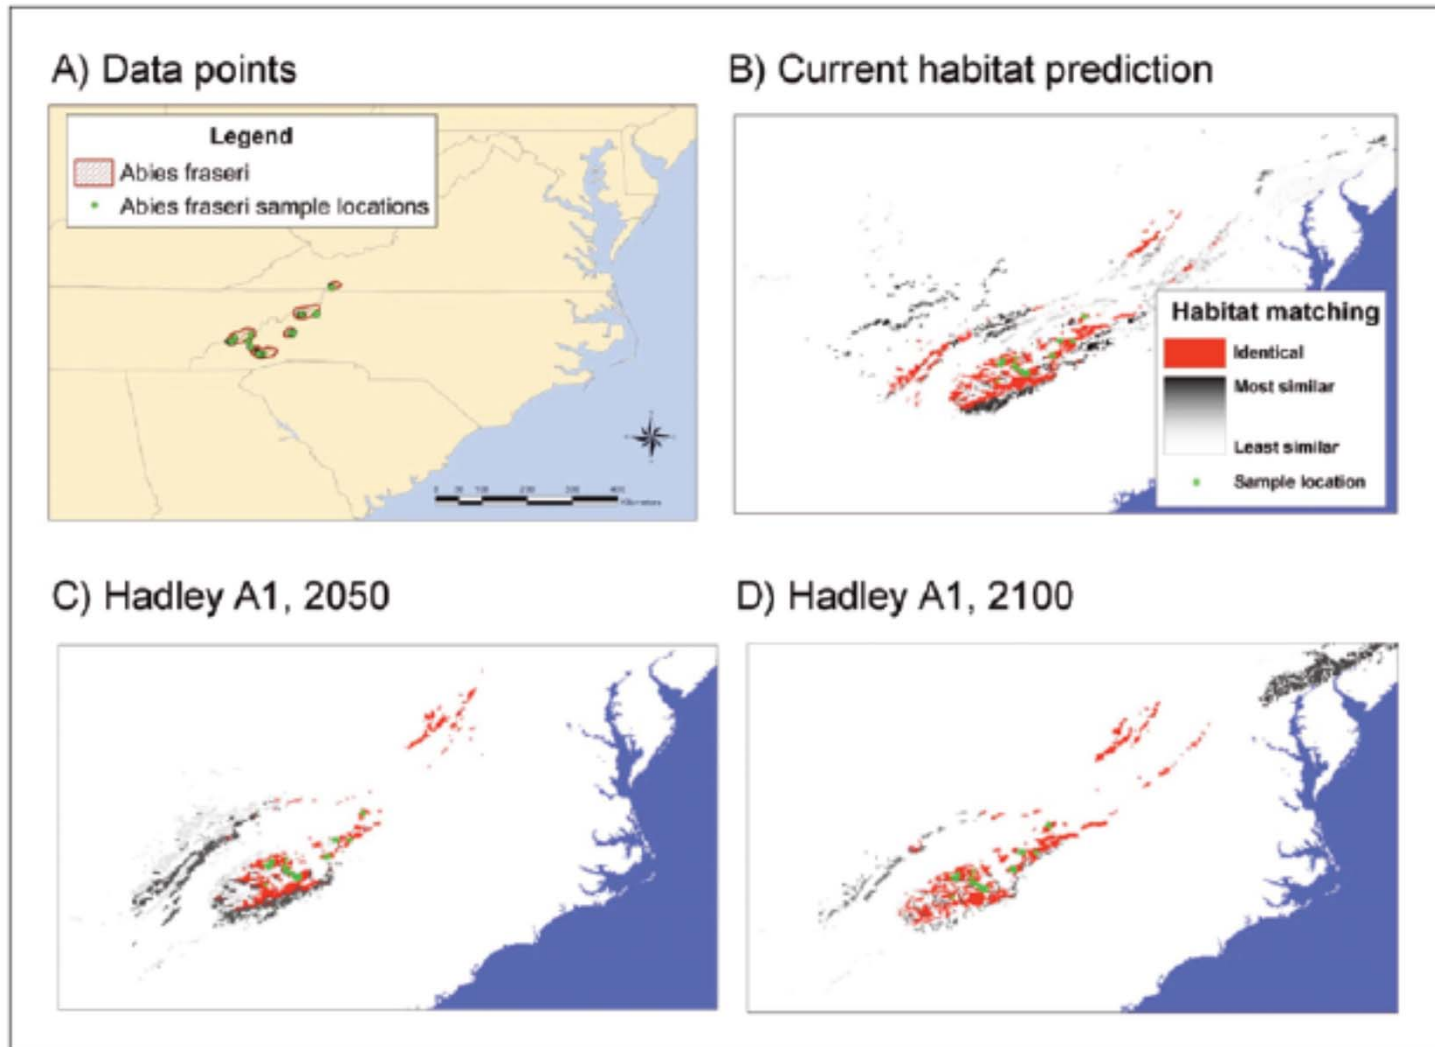 A) Data points
Legend
Abies fraseri
Abies fraseri sample locations
B) Current habitat prediction
Habitat matching
Identical
Most similar
Least similar
Sample location
C) Hadley A1, 2050
D) Hadley A1, 2100